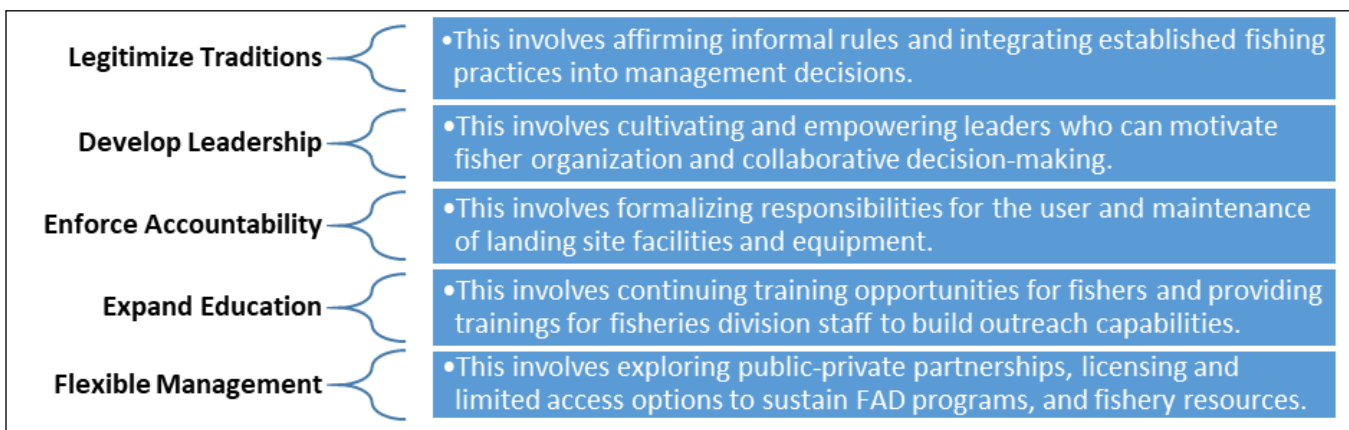 Legitimize Traditions
•This involves affirming informal rules and integrating established fishing
practices into management decisions.
Develop Leadership
•This involves cultivating and empowering leaders who can motivate
fisher organization and collaborative decision-making.
Enforce Accountability
•This involves formalizing responsibilities for the user and maintenance
of landing site facilities and equipment.
Expand Education
•This involves continuing training opportunities for fishers and providing
trainings for fisheries division staff to build outreach capabilities.
Flexible Management
•This involves exploring public-private partnerships, licensing and
limited access options to sustain FAD programs, and fishery resources.